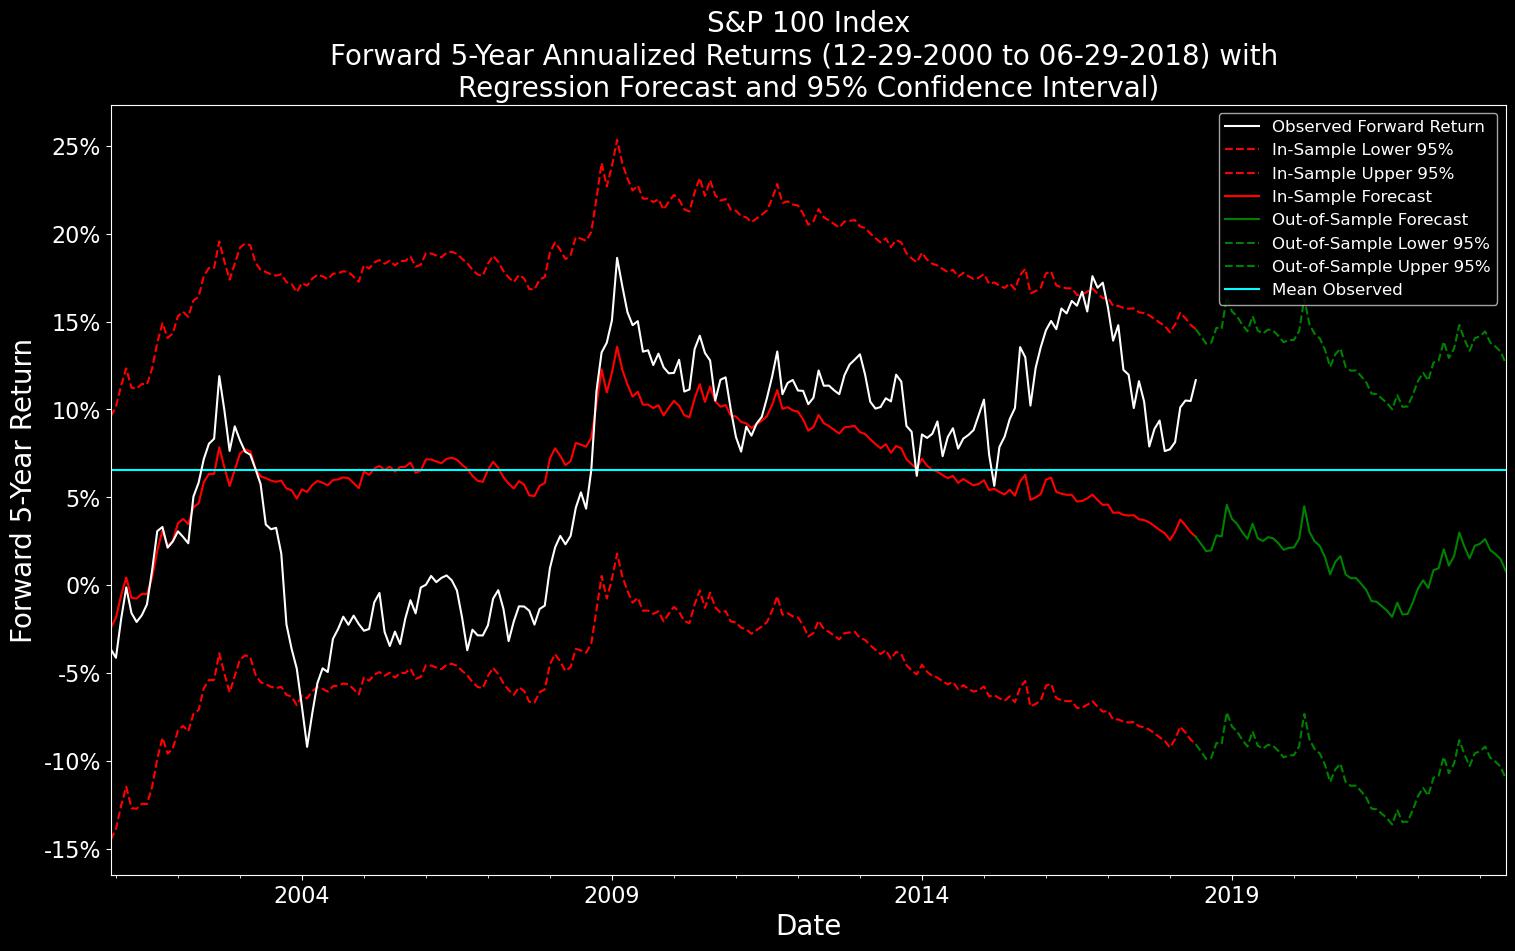 S&P 100 Index
Forward 5-Year Annualized Returns (12-29-2000 to 06-29-2018) with
Regression Forecast and 95% Confidence Interval)
Observed Forward Return
In-Sample Lower 95%
In-Sample Upper 95%
In-Sample Forecast
Out-of-Sample Forecast
Out-of-Sample Lower 95%
Out-of-Sample Upper 95%
Mean Observed
Forward 5-Year Return
25%
20%
15%
10%
5%
0%
-5%
-10%
-15%
2004
2009
2014
2019
Date